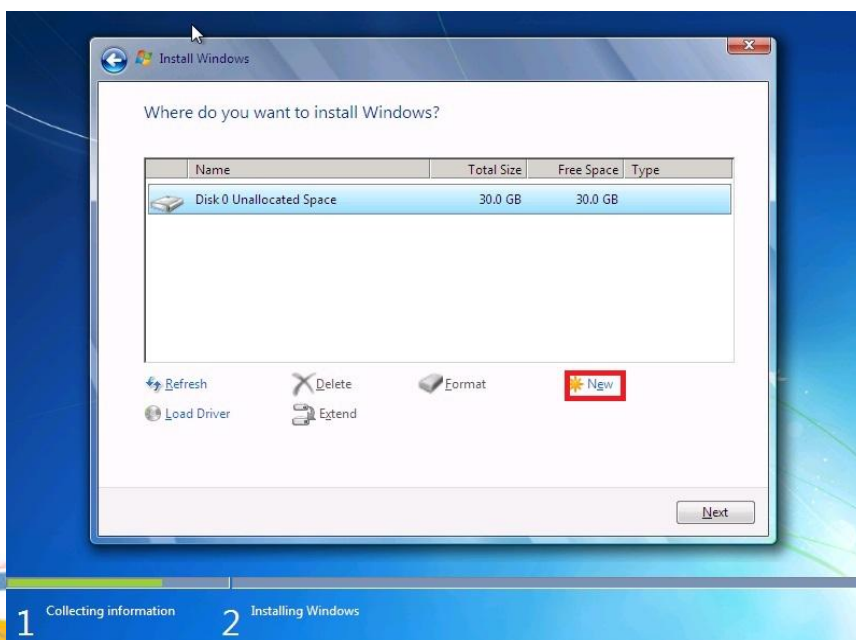 Install Windows
Where do you want to install Windows?
Name Total Size Free Space Type
Disk 0 Unallocated Space 30.0 GB 30.0 GB
Refresh Delete Format New
Load Driver Extend
Next
1 Collecting information 2 Installing Windows